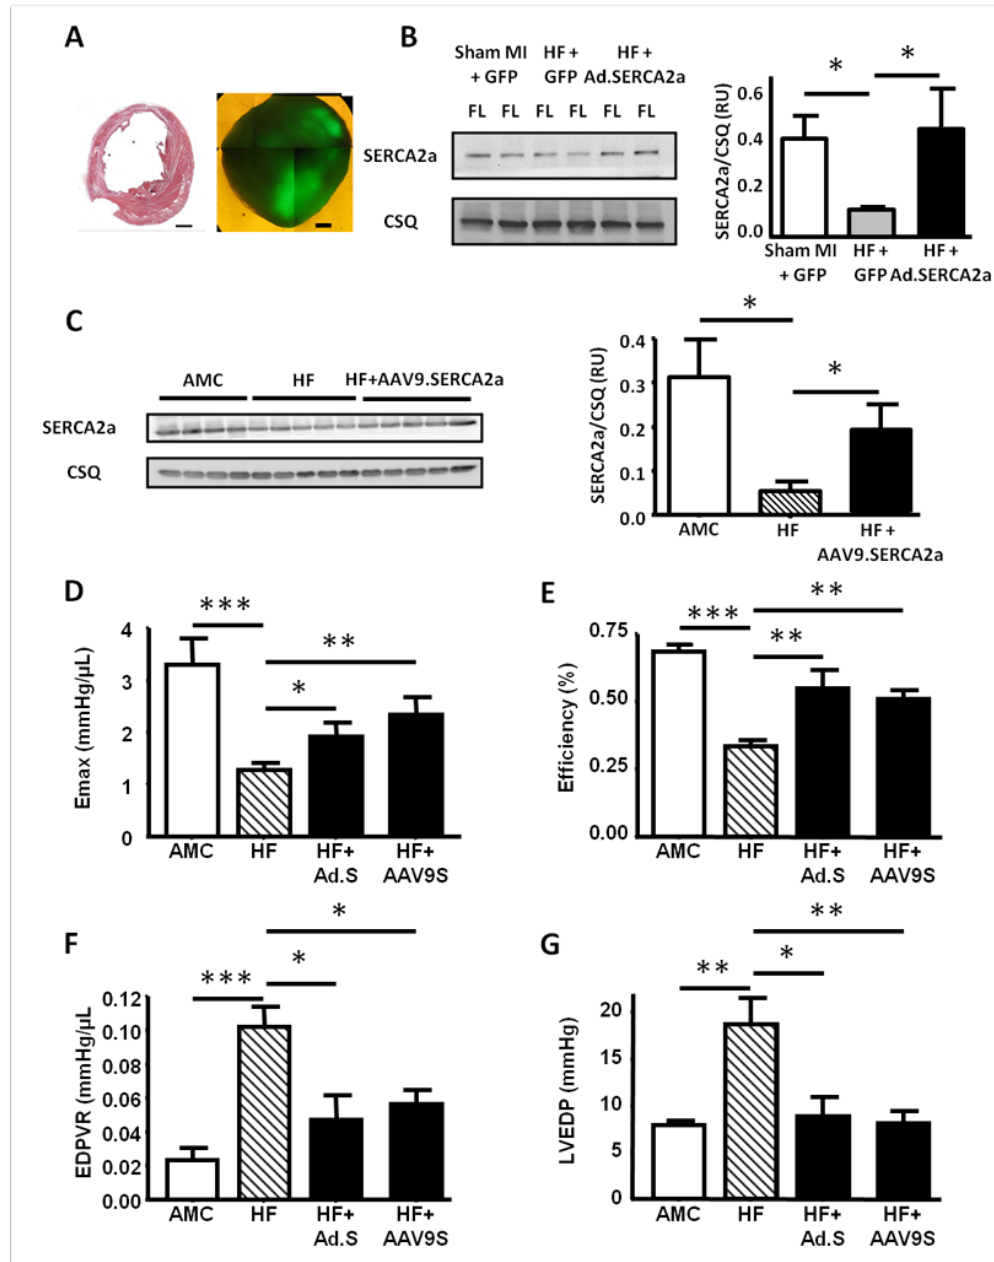 A
B
Sham MI HF + HF +
+ GFP GFP Ad.SERCA2a
FL FL FL FL FL FL
SERCA2a
CSQ
* *
SERCA2a/CSQ (RU)
0.6
0.4
0.2
0.0
Sham MI HF + HF +
+ GFP GFP Ad.SERCA2a
C
AMC HF HF+AAV9.SERCA2a
SERCA2a
CSQ
*
*
SERCA2a/CSQ (RU)
0.4
0.3
0.2
0.1
0.0
AMC HF HF +
AAV9.SERCA2a
D
***
**
*
Emax (mmHg/µL)
4
3
2
1
0
AMC HF HF+ HF+
Ad.S AAV9S
E
**
***
**
Efficiency (%)
0.75
0.50
0.25
0.00
AMC HF HF+ HF+
Ad.S AAV9S
F
*
*
***
EDPVR (mmHg/µL
0.12
0.10
0.08
0.06
0.04
0.02
0.00
AMC HF HF+ HF+
Ad.S AAV9S
G
**
*
**
LVEDP (mmHg)
20
15
10
5
0
AMC HF HF+ HF+
Ad.S AAV9S